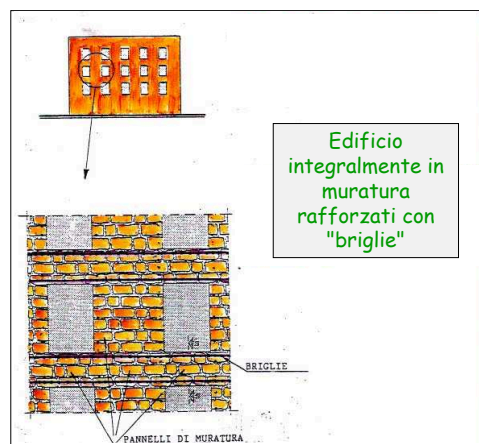 Edificio
integralmente in
muratura
rafforzati con
"briglie"
BRIGLIE
PANNELLI DI MURATURA